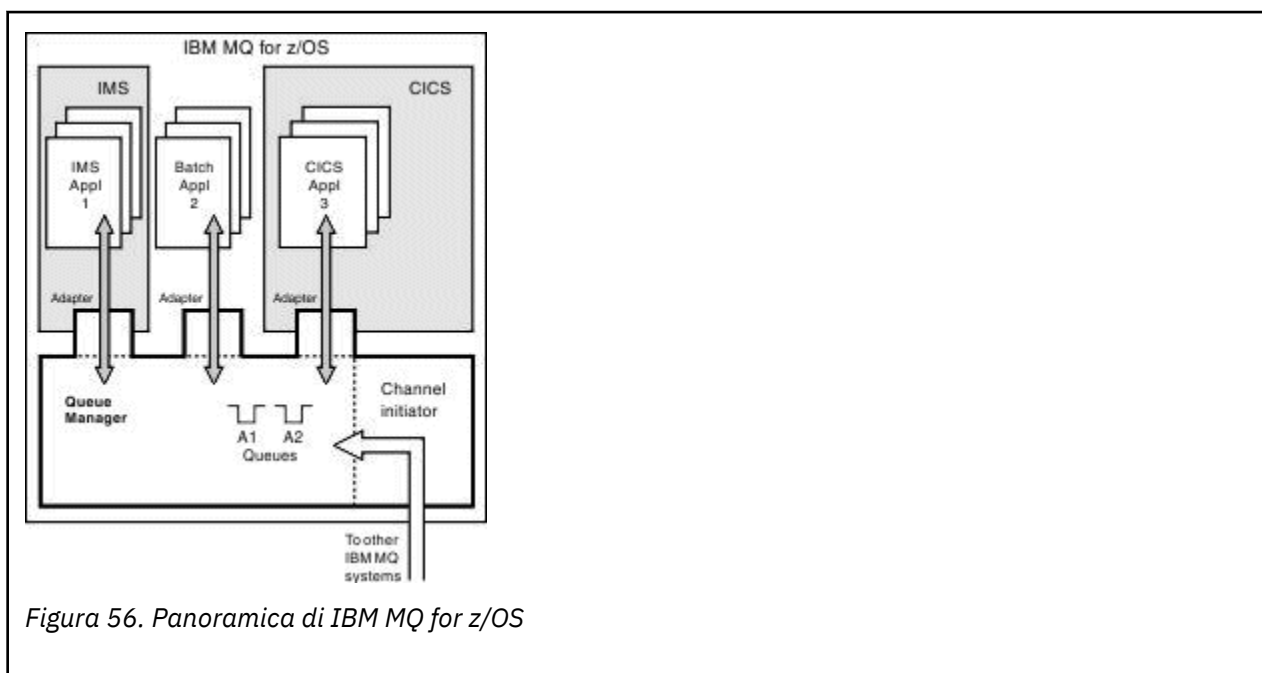 IBM MQ for z/OS
IMS
CICS
IMS
Appl
1
Batch
Appl
2
CICS
Appl
3
Adapter
Adapter
Adapter
Queue
Manager
A1
A2
Queues
Channel
initiator
To other
IBM MQ
systems
Figura 56. Panoramica di IBM MQ for z/OS